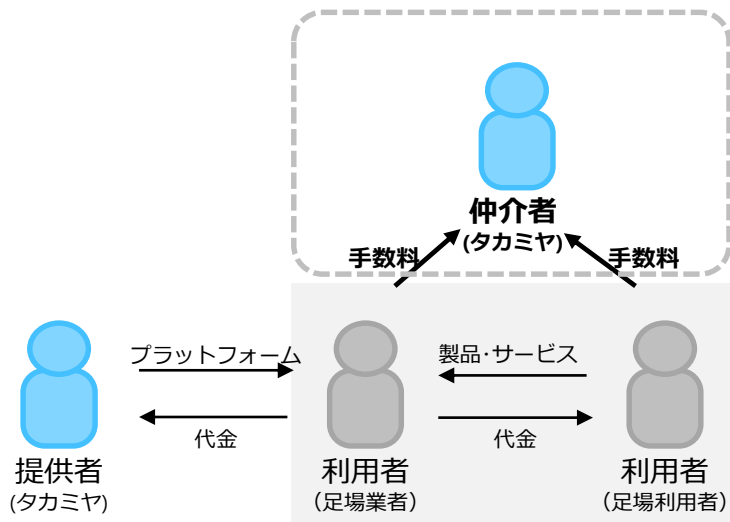 仲介者
(タカミヤ)
手数料
手数料
プラットフォーム
製品･サービス
代金
代金
提供者
(タカミヤ)
利用者
（足場業者）
利用者
（足場利用者）